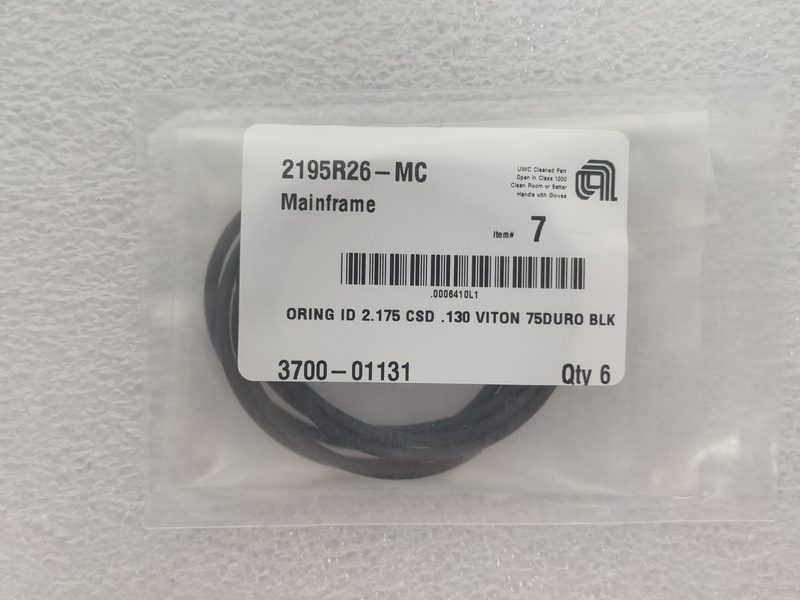 2195R26-MC
Mainframe
UWC Cleaned Part
Open In Class 1000
Clean Room or Better
Handle with Gloves
Item# 7
.0006410L1
ORING ID 2.175 CSD .130 VITON 75DURO BLK
3700-01131
Qty 6